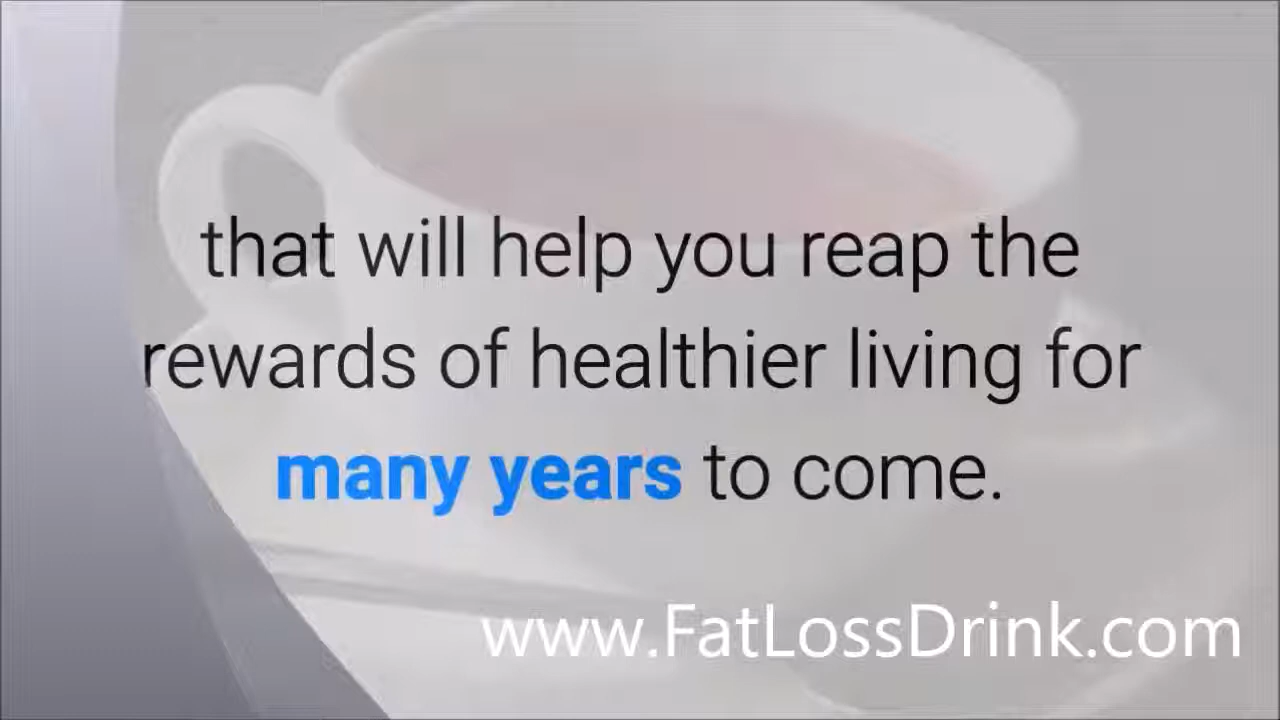 that will help you reap the
rewards of healthier living for
many years to come.
www.FatLossDrink.com